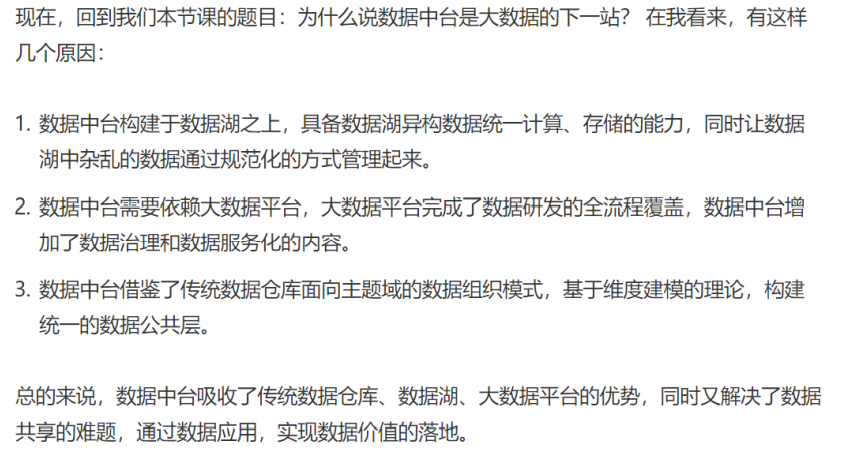 现在，回到我们本节课的题目：为什么说数据中台是大数据的下一站？ 在我看来，有这样
几个原因：
1. 数据中台构建于数据湖之上，具备数据湖异构数据统一计算、存储的能力，同时让数据
湖中杂乱的数据通过规范化的方式管理起来。
2. 数据中台需要依赖大数据平台，大数据平台完成了数据研发的全流程覆盖，数据中台增
加了数据治理和数据服务化的内容。
3. 数据中台借鉴了传统数据仓库面向主题域的数据组织模式，基于维度建模的理论，构建
统一的数据公共层。
总的来说，数据中台吸收了传统数据仓库、数据湖、大数据平台的优势，同时又解决了数据
共享的难题，通过数据应用，实现数据价值的落地。